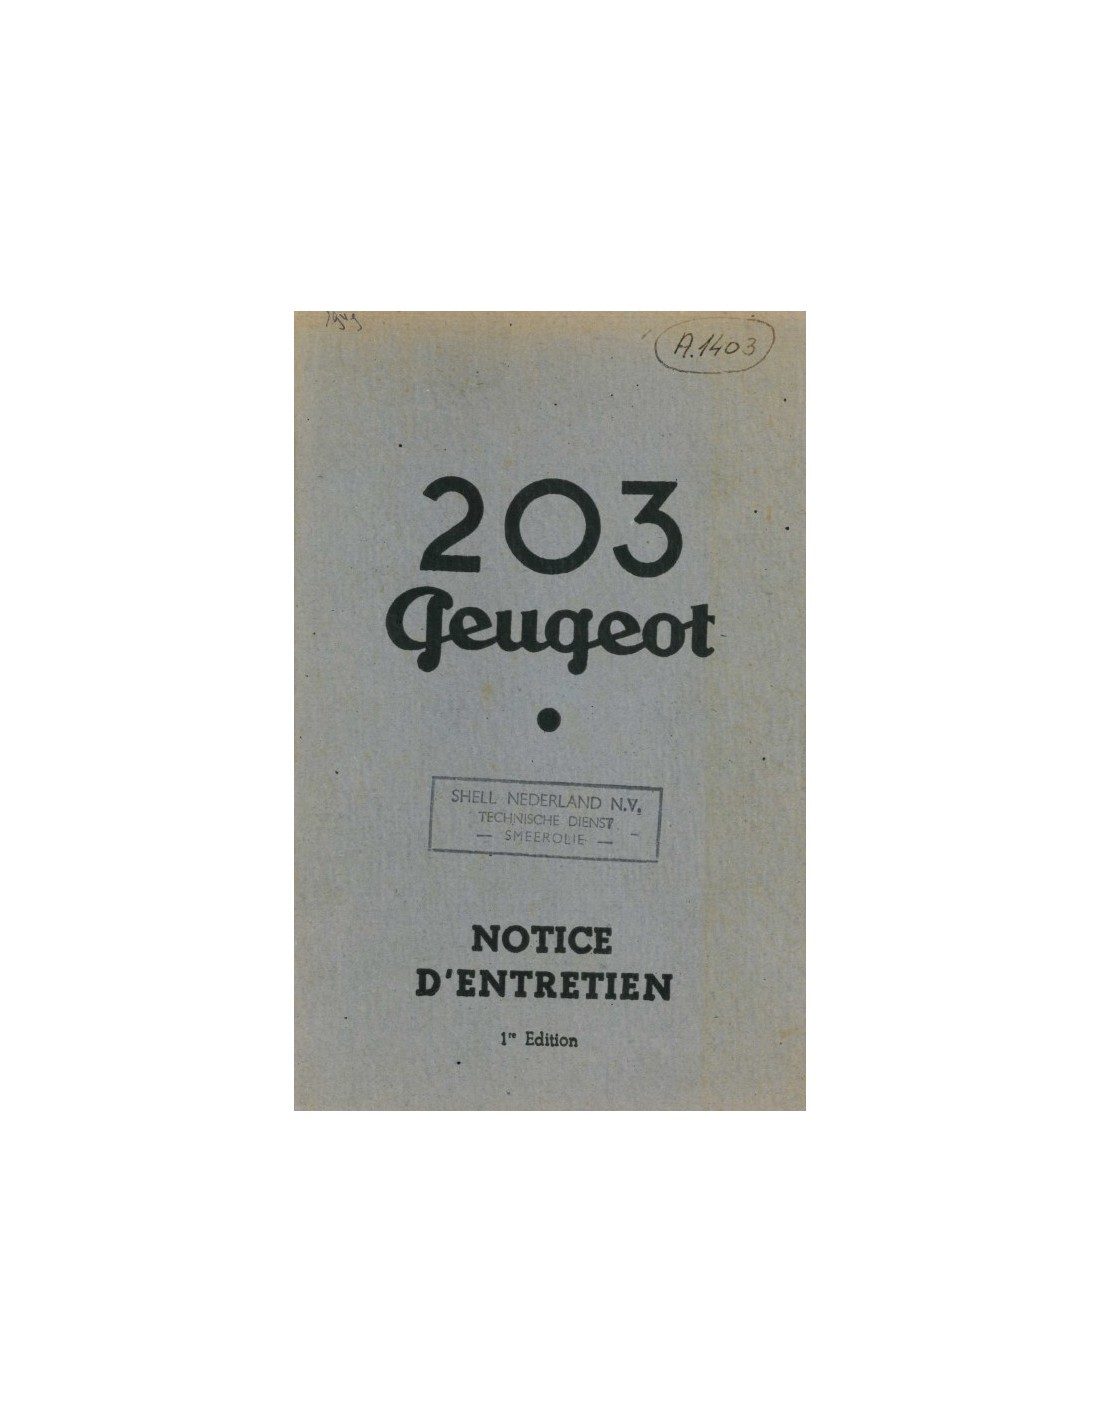 A.1403
203
Peugeot
SHELL NEDERLAND N.V.
TECHNISCHE DIENST
— SMEEROLIE —
NOTICE
D'ENTRETIEN
1re Edition